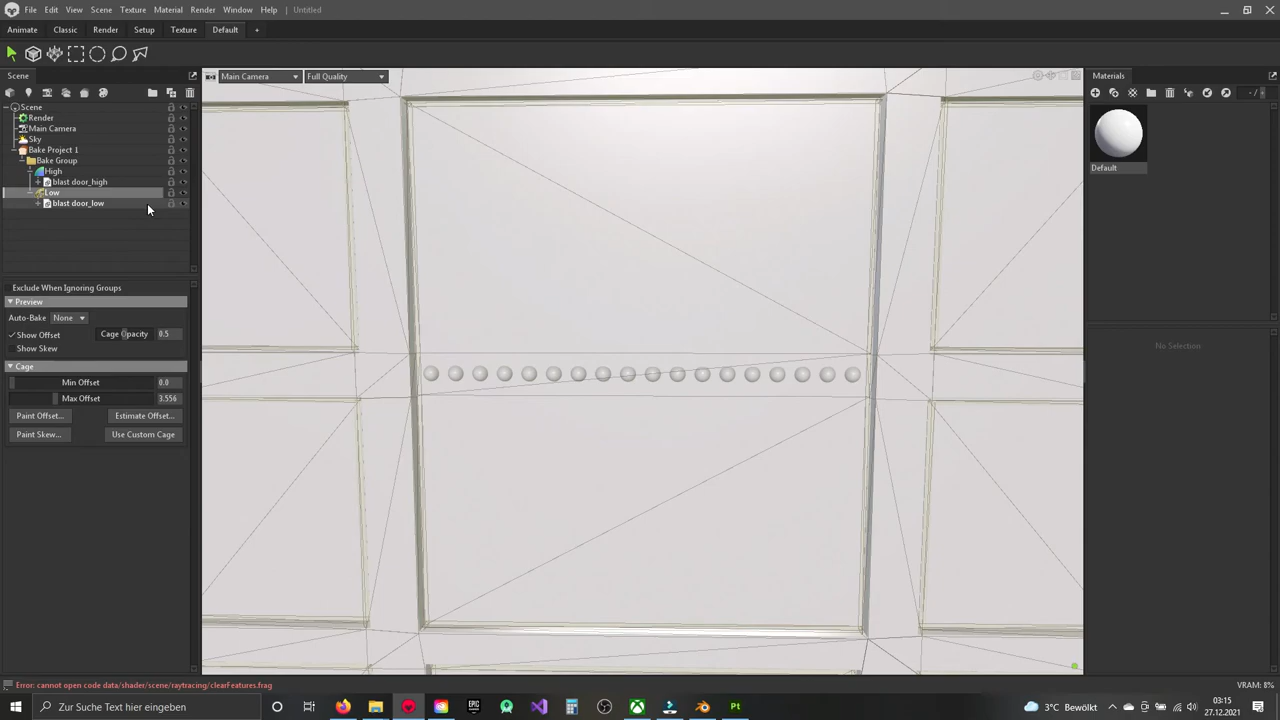 File Edit Scene Texture Material Render Window Help Untitled
Animate Classic Render Setup Texture Default +
Scene
Main Camera Full Quality
Materials
- /
Scene
Render
Main Camera
Sky
Bake Project 1
Bake Group
High
blast door_high
Low
blast door_low
Default
Exclude When Ignoring Groups
Preview
Auto-Bake None
Show Offset Cage Opacity 0.5
Show Skew
No Selection
Cage
Min Offset 0.0
Max Offset 3.556
Paint Offset... Estimate Offset...
Paint Skew... Use Custom Cage
Error: cannot open code data/shader/scene/raytracing/clearFeatures.frag
VRAM: 8%
Zur Suche Text hier eingeben
EPIC GAMES
Pt
3°C Bewölkt
03:15
27.12.2021